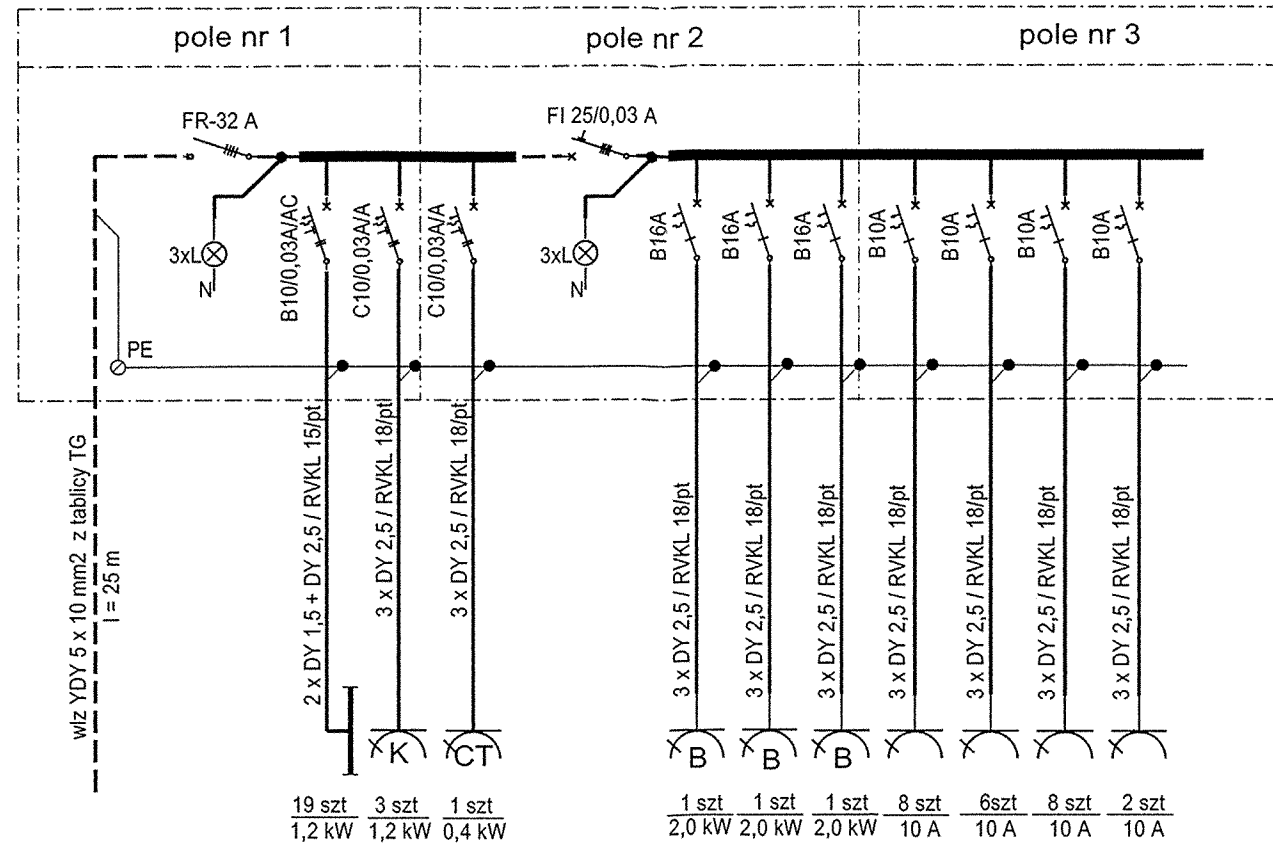 pole nr 1
pole nr 2
pole nr 3
FR-32 A
FI 25/0,03 A
3xL
N
B10/0,03A/AC
C10/0,03A/A
C10/0,03A/A
3xL
N
B16A
B16A
B16A
B10A
B10A
B10A
B10A
PE
wlz YDY 5 x 10 mm2 z tablicy TG
l = 25 m
2 x DY 1,5 + DY 2,5 / RVKL 15/pt
3 x DY 2,5 / RVKL 18/pt
3 x DY 2,5 / RVKL 18/pt
3 x DY 2,5 / RVKL 18/pt
3 x DY 2,5 / RVKL 18/pt
3 x DY 2,5 / RVKL 18/pt
3 x DY 2,5 / RVKL 18/pt
3 x DY 2,5 / RVKL 18/pt
3 x DY 2,5 / RVKL 18/pt
3 x DY 2,5 / RVKL 18/pt
K
CT
B
B
B
19 szt
1,2 kW
3 szt
1,2 kW
1 szt
0,4 kW
1 szt
2,0 kW
1 szt
2,0 kW
1 szt
2,0 kW
8 szt
10 A
6szt
10 A
8 szt
10 A
2 szt
10 A